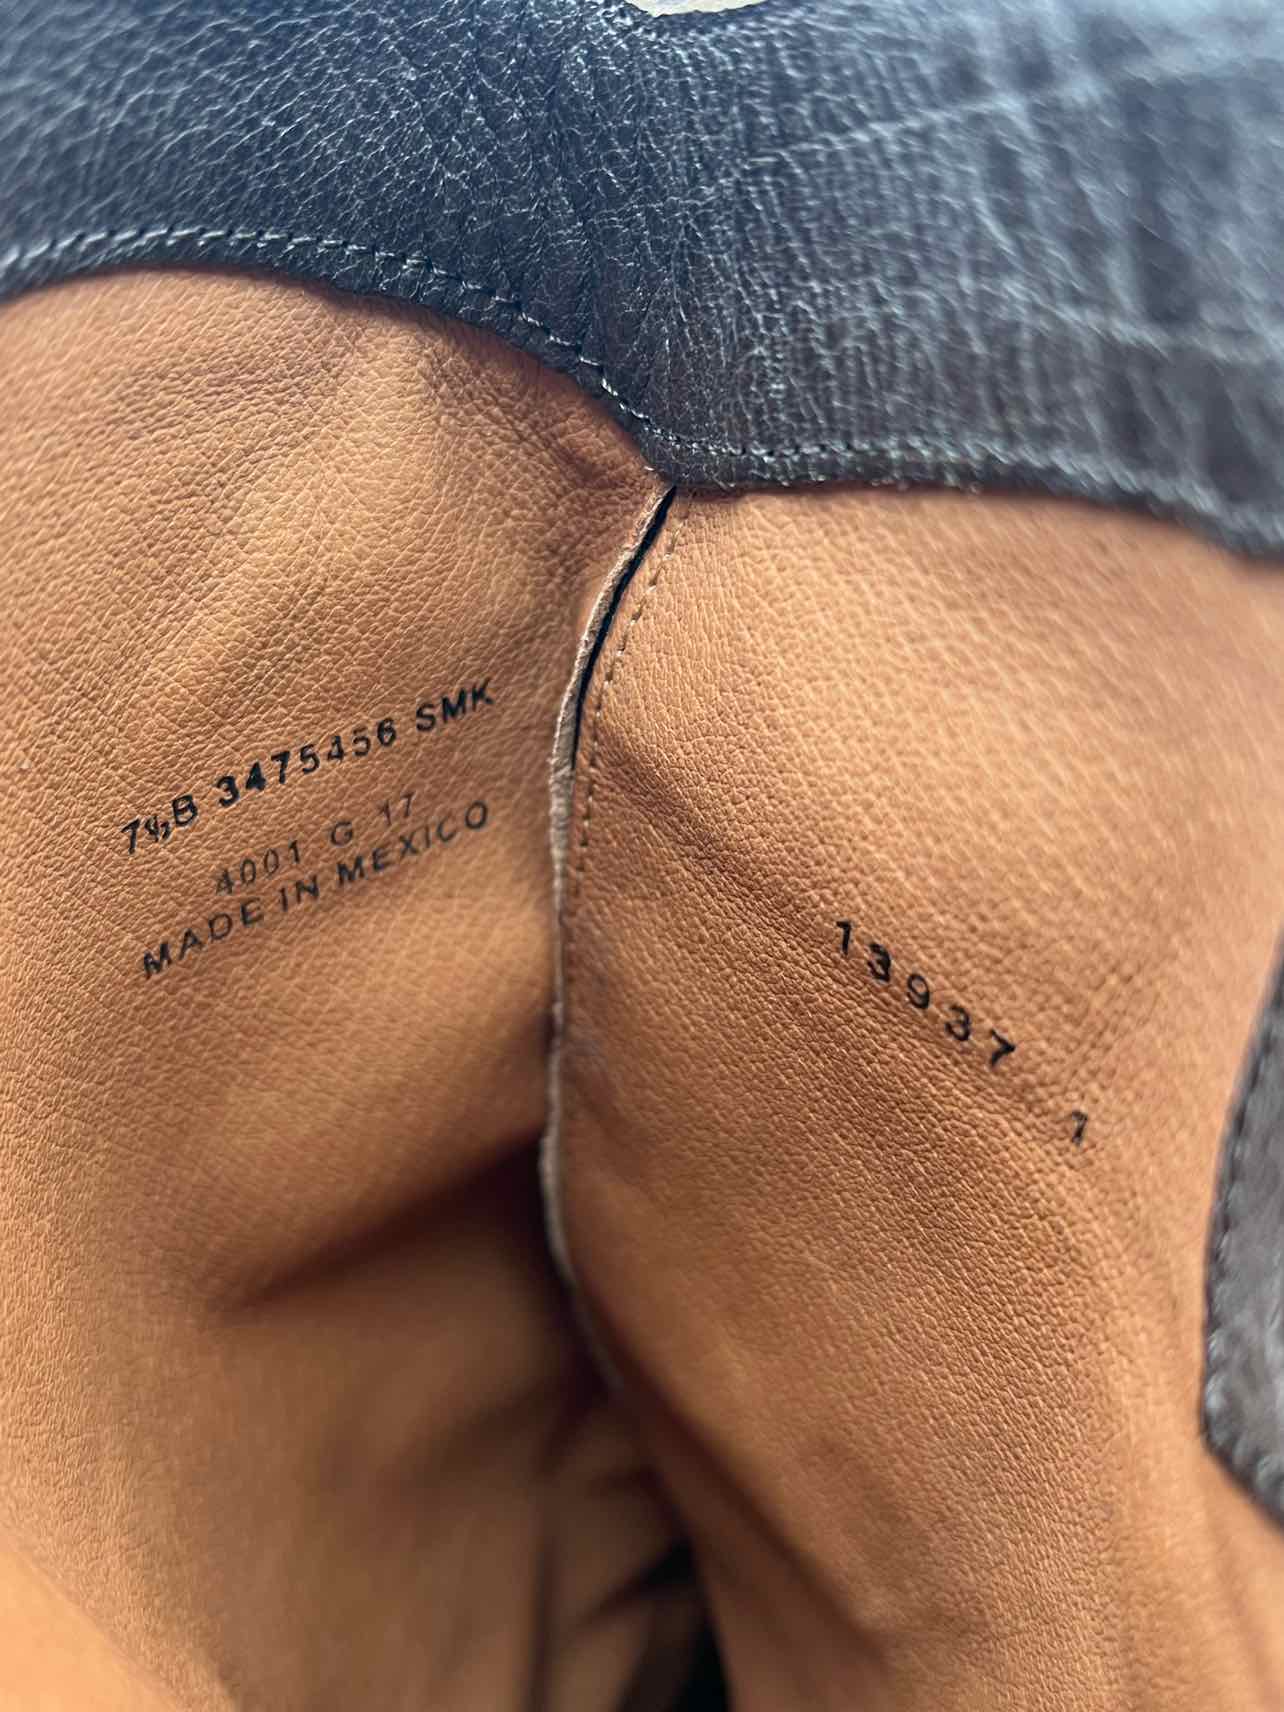 7½B 3475456 SMK
4001 G 17
MADE IN MEXICO
13937
1